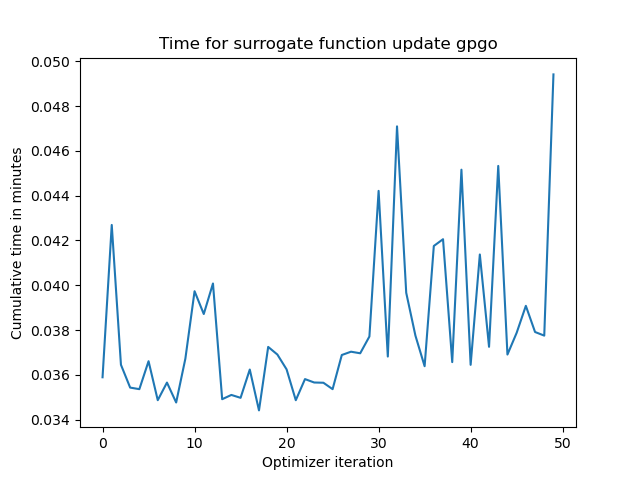 Time for surrogate function update gpgo
Cumulative time in minutes
0.050
0.048
0.046
0.044
0.042
0.040
0.038
0.036
0.034
0 10 20 30 40 50
Optimizer iteration